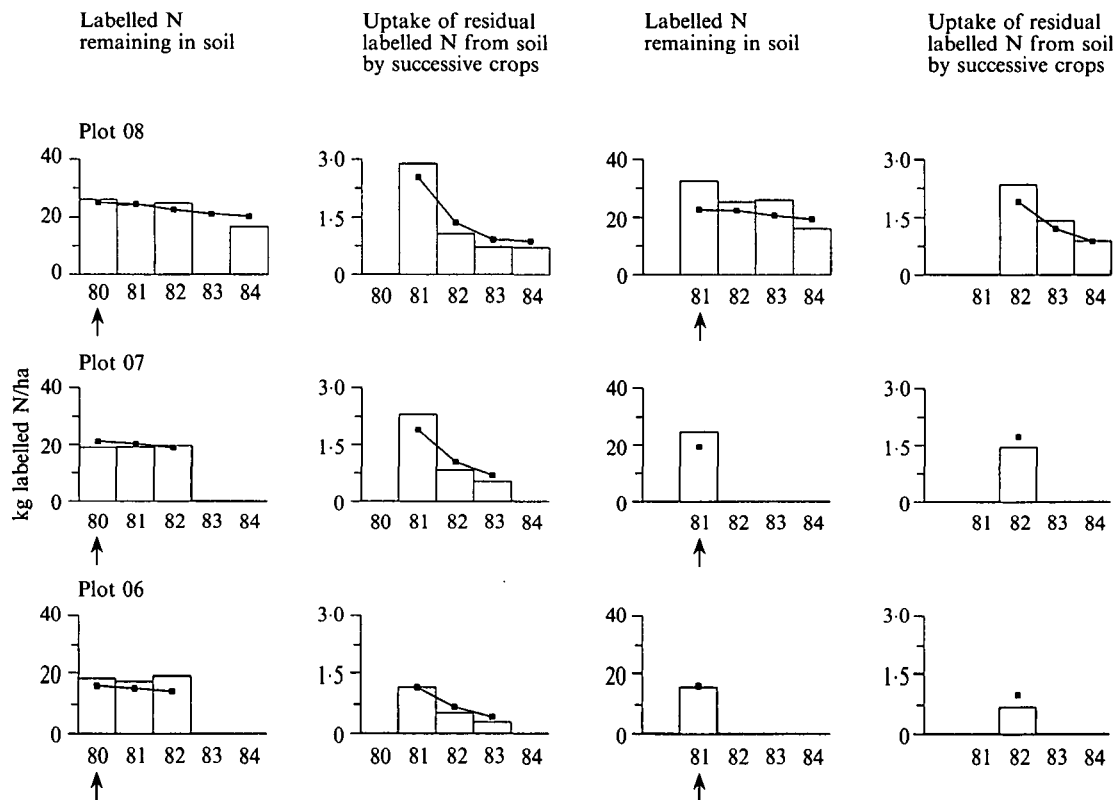 Labelled N
remaining in soil
Uptake of residual
labelled N from soil
by successive crops
Labelled N
remaining in soil
Uptake of residual
labelled N from soil
by successive crops
kg labelled N/ha
Plot 08
40
20
0
80 81 82 83 84
3·0
1·5
0
80 81 82 83 84
40
30
20
10
0
81 82 83 84
3·0
1·5
0
81 82 83 84
Plot 07
40
20
0
80 81 82 83 84
3·0
1·5
0
80 81 82 83 84
40
20
0
81 82 83 84
3·0
1·5
0
81 82 83 84
Plot 06
40
20
0
80 81 82 83 84
3·0
1·5
0
80 81 82 83 84
40
20
0
81 82 83 84
3·0
1·5
0
81 82 83 84